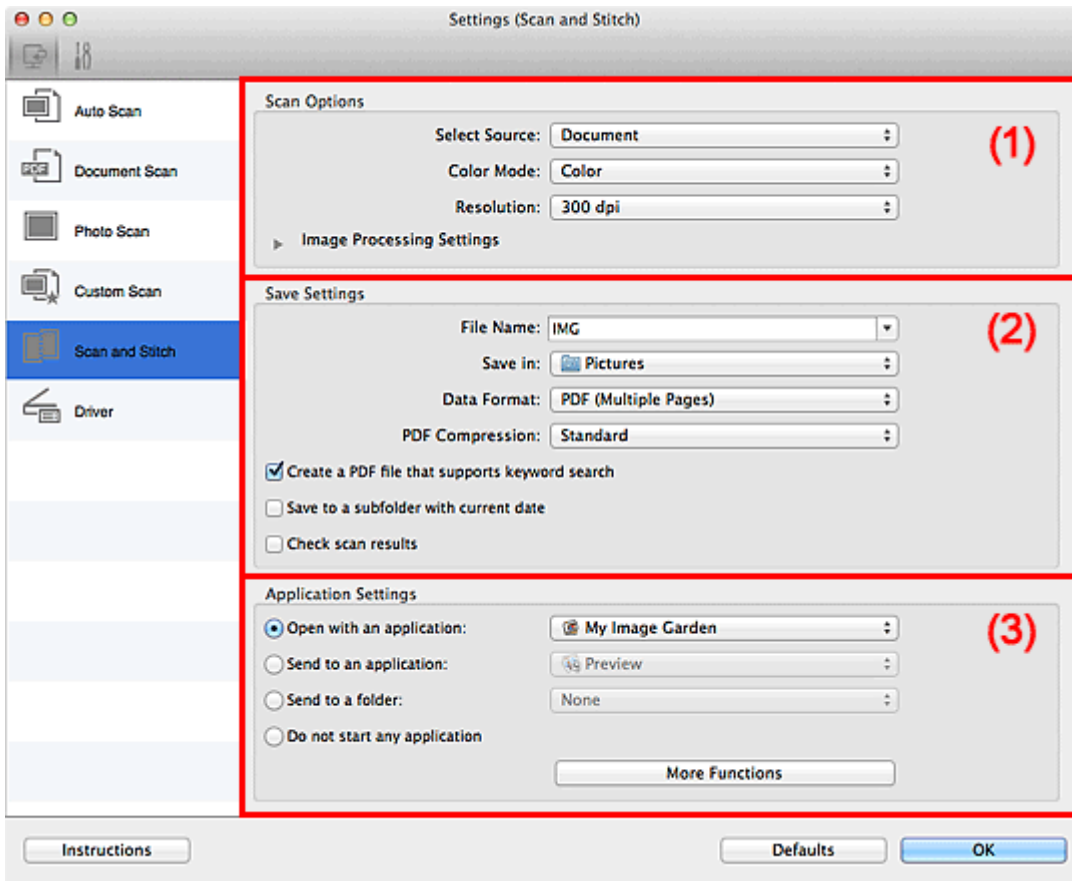 Settings (Scan and Stitch)
Auto Scan
PDF
Document Scan
Photo Scan
Custom Scan
Scan and Stitch
Driver
Scan Options
(1)
Select Source: Document
Color Mode: Color
Resolution: 300 dpi
Image Processing Settings
Save Settings
(2)
File Name: IMG
Save in: Pictures
Data Format: PDF (Multiple Pages)
PDF Compression: Standard
Create a PDF file that supports keyword search
Save to a subfolder with current date
Check scan results
Application Settings
(3)
Open with an application: My Image Garden
Send to an application: Preview
Send to a folder: None
Do not start any application
More Functions
Instructions Defaults OK